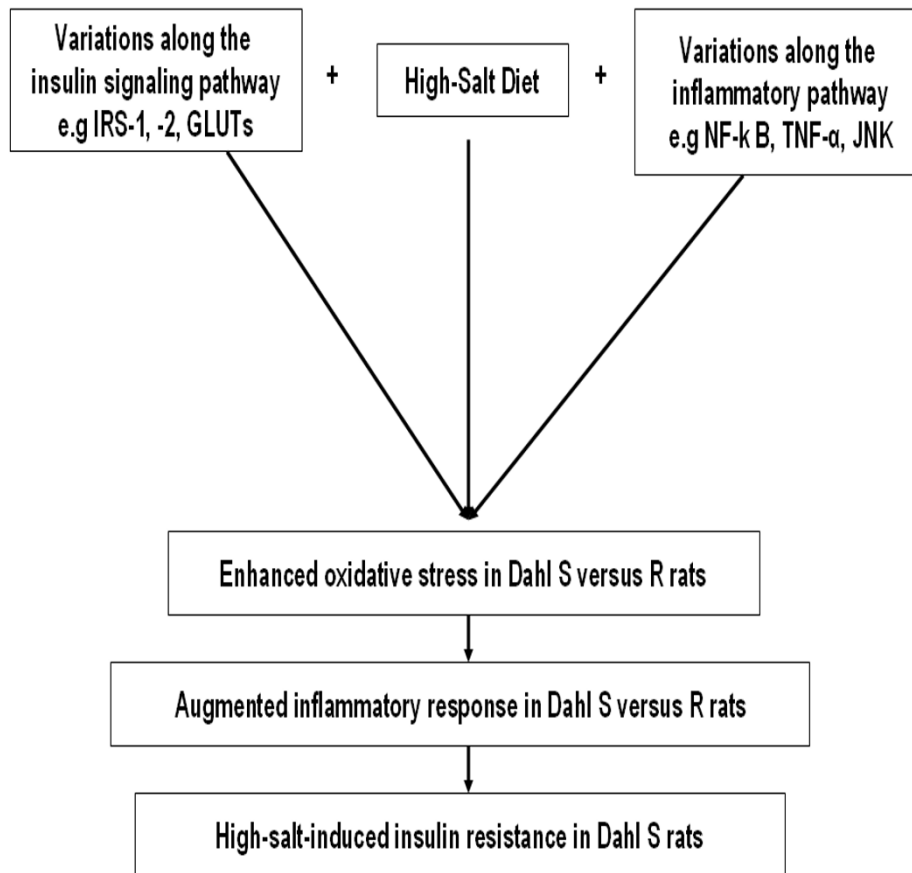 Variations along the
insulin signaling pathway
e.g IRS-1, -2, GLUTs
+
High-Salt Diet
+
Variations along the
inflammatory pathway
e.g NF-k B, TNF-α, JNK
Enhanced oxidative stress in Dahl S versus R rats
Augmented inflammatory response in Dahl S versus R rats
High-salt-induced insulin resistance in Dahl S rats